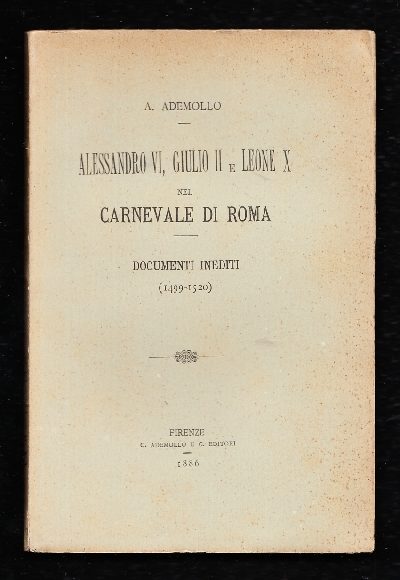 A. ADEMOLLO
ALESSANDRO VI, GIULIO II E LEONE X
NEL
CARNEVALE DI ROMA
DOCUMENTI INEDITI
(1499-1520)
FIRENZE
C. ADEMOLLO E C. EDITORI
1886